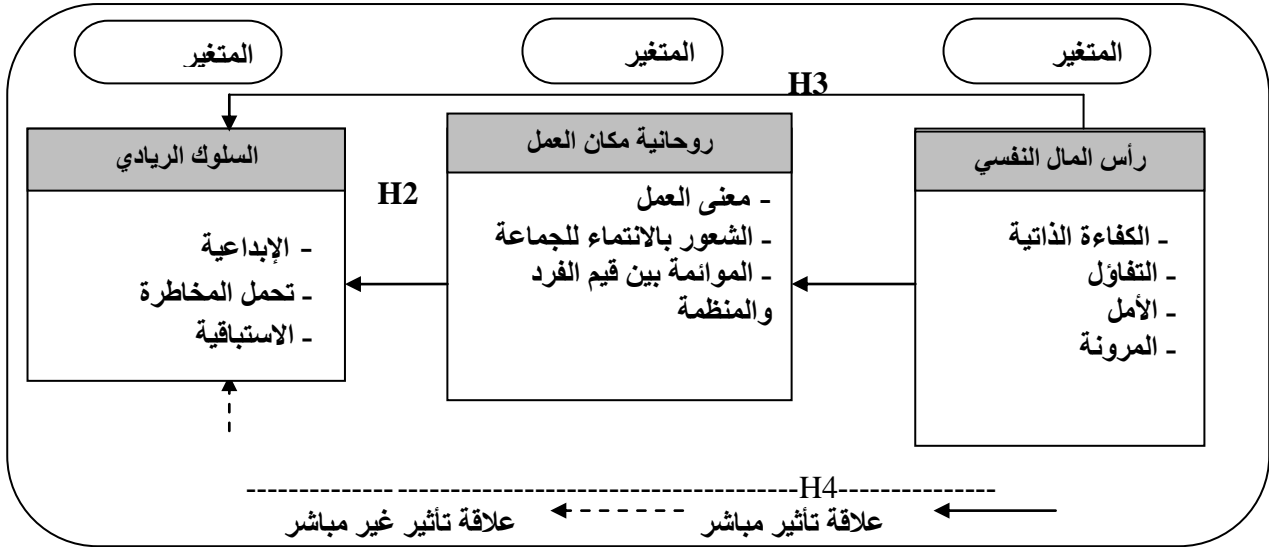 المتغير
المتغير
المتغير
H3
رأس المال النفسي
- الكفاءة الذاتية
- التفاؤل
- الأمل
- المرونة
روحانية مكان العمل
- معنى العمل
- الشعور بالانتماء للجماعة
- الموائمة بين قيم الفرد
والمنظمة
H2
السلوك الريادي
- الإبداعية
- تحمل المخاطرة
- الاستباقية
H4
علاقة تأثير مباشر
علاقة تأثير غير مباشر